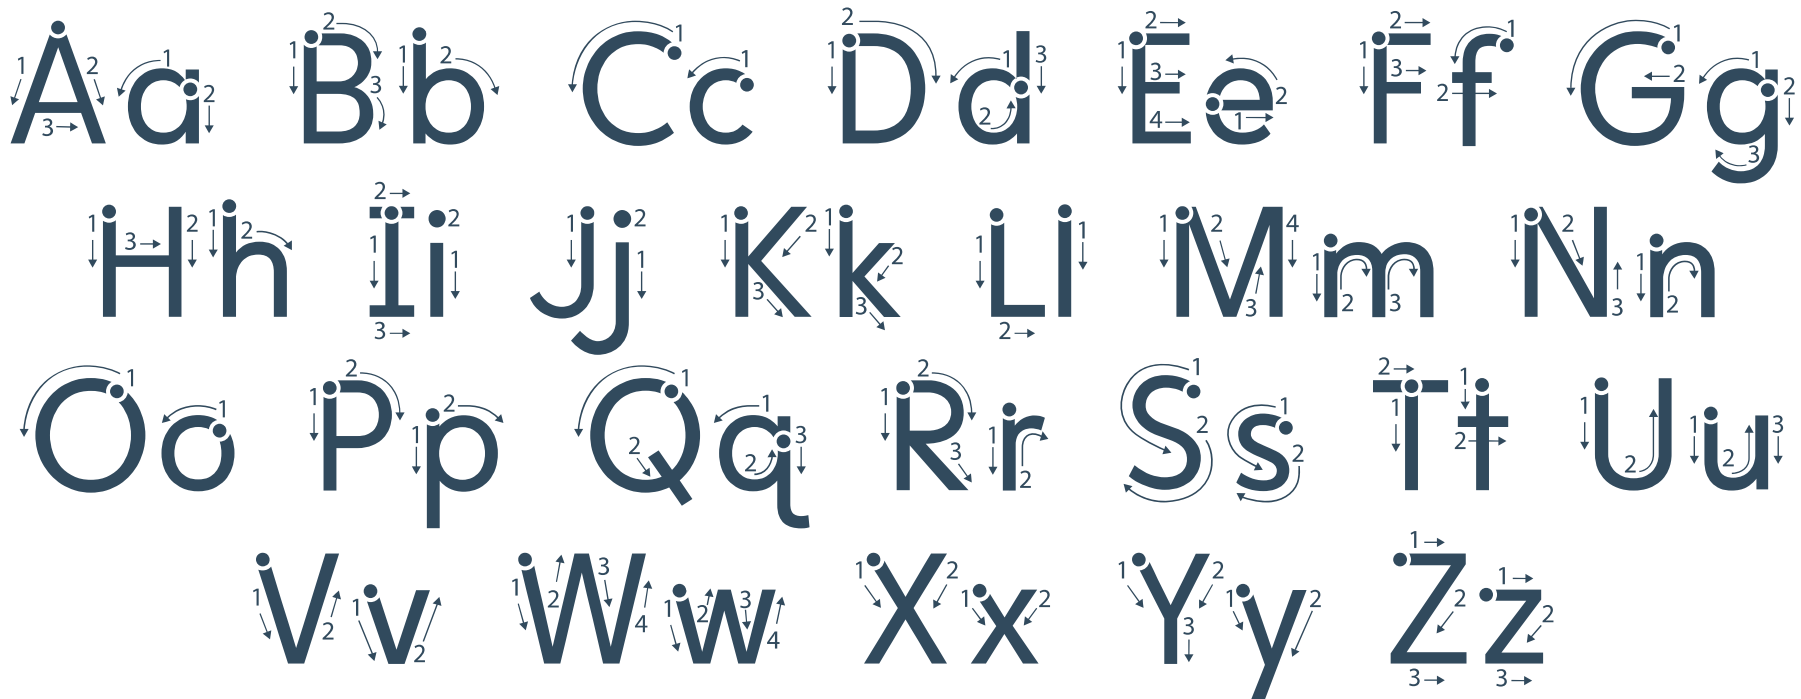 Aa Bb Cc Dd Ee Ff Gg
Hh Ii Jj Kk Ll Mm Nn
Oo Pp Qq Rr Ss Tt Uu
Vv Ww Xx Yy Zz